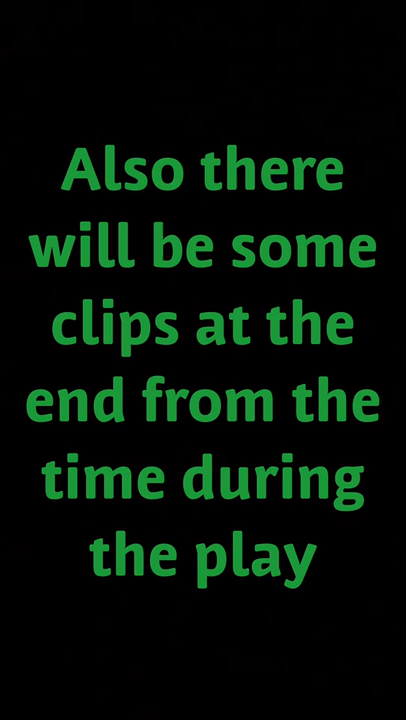 Also there
will be some
clips at the
end from the
time during
the play